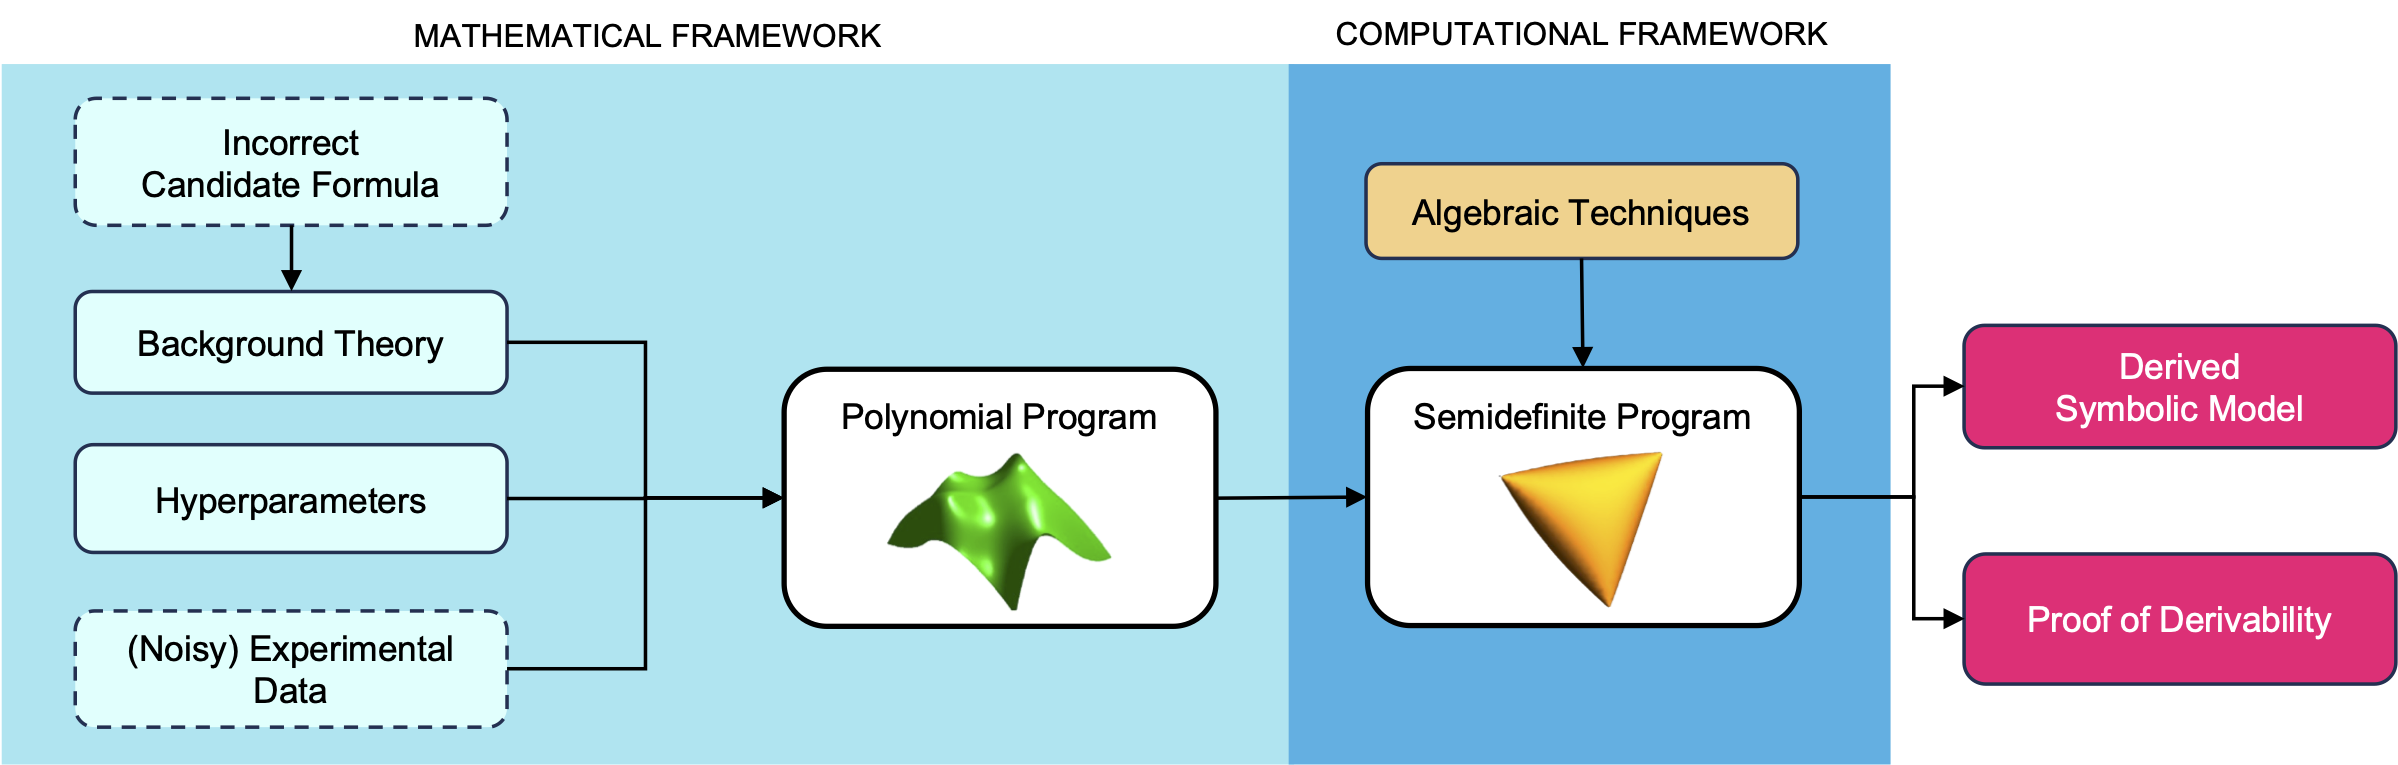 MATHEMATICAL FRAMEWORK
COMPUTATIONAL FRAMEWORK
Incorrect
Candidate Formula
Background Theory
Hyperparameters
(Noisy) Experimental
Data
Polynomial Program
Algebraic Techniques
Semidefinite Program
Derived
Symbolic Model
Proof of Derivability